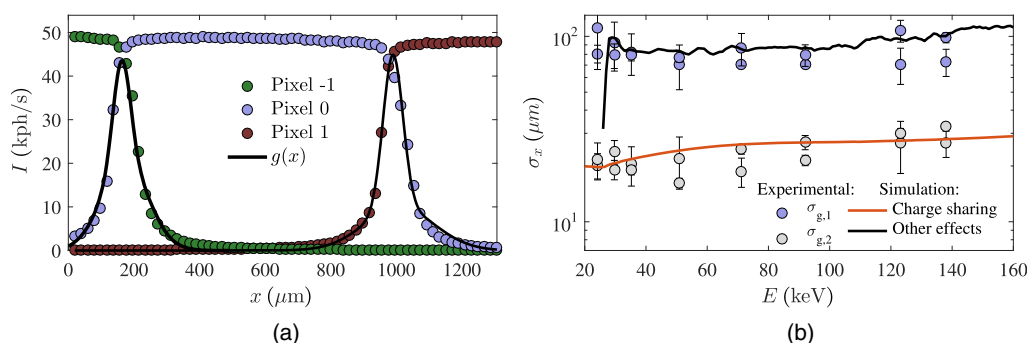 50
40
30
20
10
0
I (kph/s)
Pixel -1
Pixel 0
Pixel 1
g(x)
0 200 400 600 800 1000 1200
x (μm)
(a)
10²
10¹
σₓ (μm)
Experimental:
σg,1
σg,2
Simulation:
Charge sharing
Other effects
20 40 60 80 100 120 140 160
E (keV)
(b)